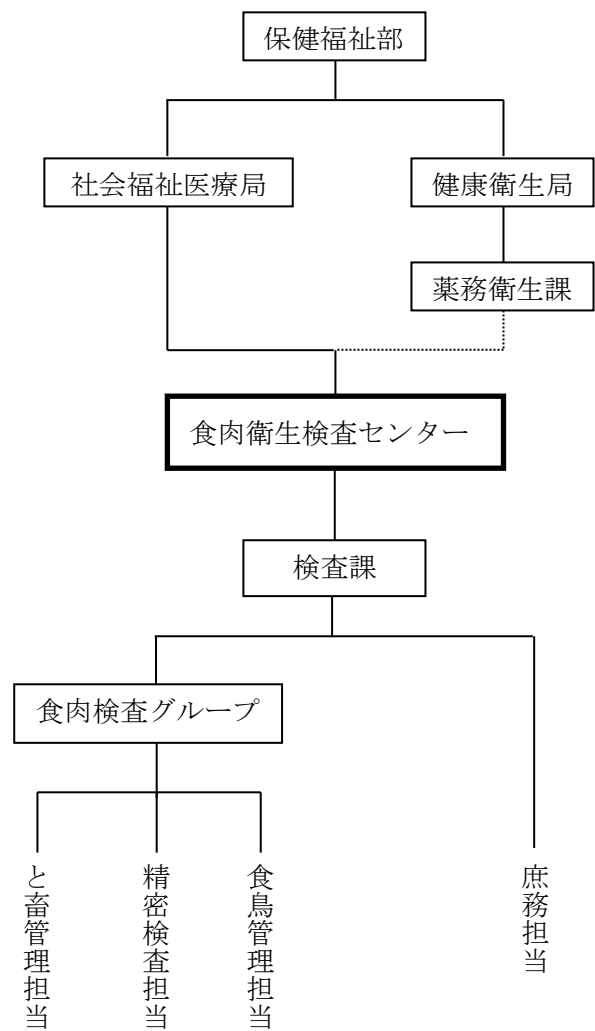 保健福祉部
社会福祉医療局
健康衛生局
薬務衛生課
食肉衛生検査センター
検査課
食肉検査グループ
と畜管理担当
精密検査担当
食鳥管理担当
庶務担当